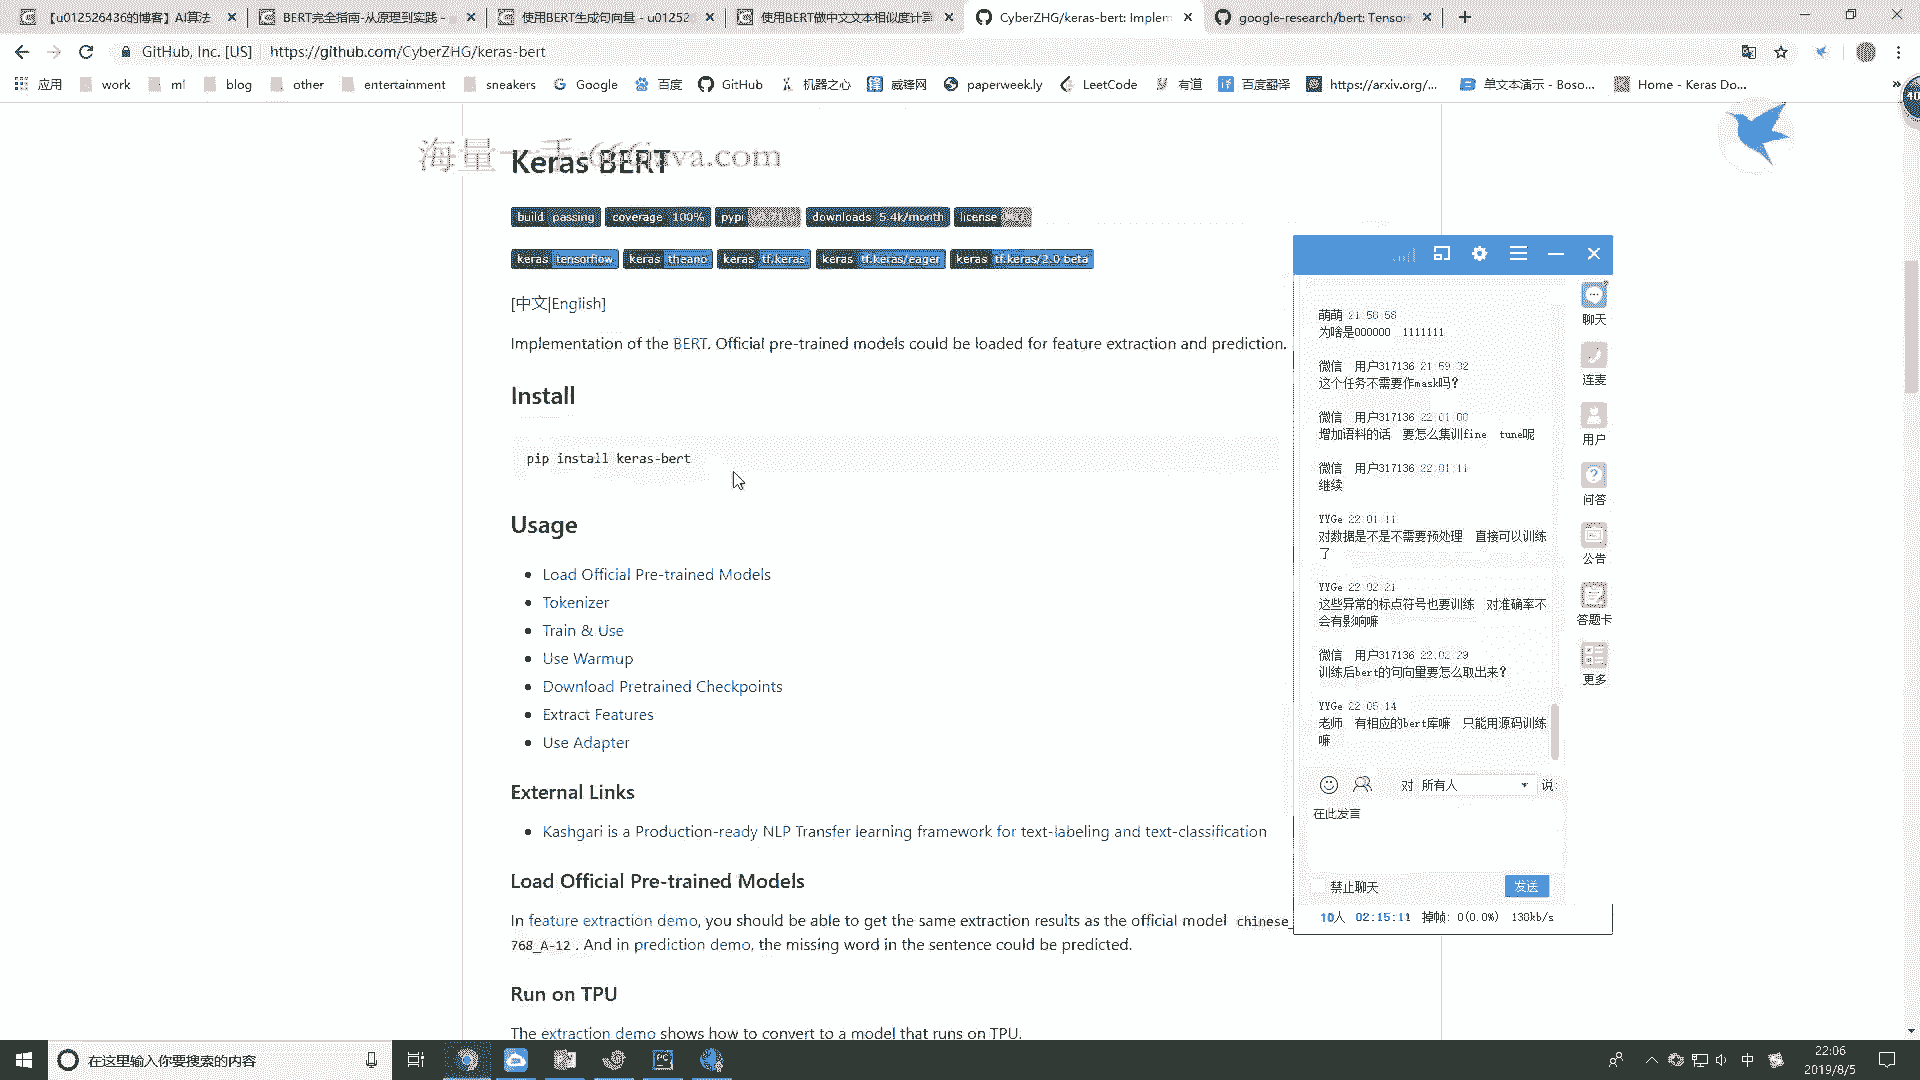 【u012526436的博客】AI算法
BERT完全指南-从原理到实践 -
使用BERT生成句向量 - u01252
使用BERT做中文文本相似度计算
CyberZHG/keras-bert: Implem
google-research/bert: Tensor
GitHub, Inc. [US]
https://github.com/CyberZHG/keras-bert
应用
work
ml
blog
other
entertainment
sneakers
Google
百度
GitHub
机器之心
威锋网
paperweek.ly
LeetCode
有道
百度翻译
https://arxiv.org/...
单文本演示 - Boso...
Home - Keras Do...
»
40
Keras BERT
build passing
coverage 100%
pypi
downloads 5.4k/month
license
keras tensorflow
keras theano
keras tf.keras
keras tf.keras/eager
keras tf.keras/2.0 beta
[中文|English]
Implementation of the BERT. Official pre-trained models could be loaded for feature extraction and prediction.
Install
pip install keras-bert
Usage
Load Official Pre-trained Models
Tokenizer
Train & Use
Use Warmup
Download Pretrained Checkpoints
Extract Features
Use Adapter
External Links
Kashgari is a Production-ready NLP Transfer learning framework for text-labeling and text-classification
Load Official Pre-trained Models
In feature extraction demo, you should be able to get the same extraction results as the official model chinese_
768_A-12 . And in prediction demo, the missing word in the sentence could be predicted.
Run on TPU
The extraction demo shows how to convert to a model that runs on TPU.
萌萌 21:58:58
为啥是000000 1111111
微信 用户317136 21:59:32
这个任务不需要作mask吗?
微信 用户317136 22:01:00
增加语料的话 要怎么集训fine tune呢
微信 用户317136 22:01:11
继续
YYGe 22:01:11
对数据是不是不需要预处理 直接可以训练
了
YYGe 22:02:21
这些异常的标点符号也要训练 对准确率不
会有影响嘛
微信 用户317136 22:02:29
训练后bert的句向量要怎么取出来?
YYGe 22:05:14
老师 有相应的bert库嘛 只能用源码训练
嘛
聊天
连麦
用户
问答
公告
答题卡
更多
对 所有人 说:
在此发言
禁止聊天
发送
10人 02:15:11 掉帧: 0(0.0%) 130kb/s
在这里输入你要搜索的内容
中
22:06
2019/8/5